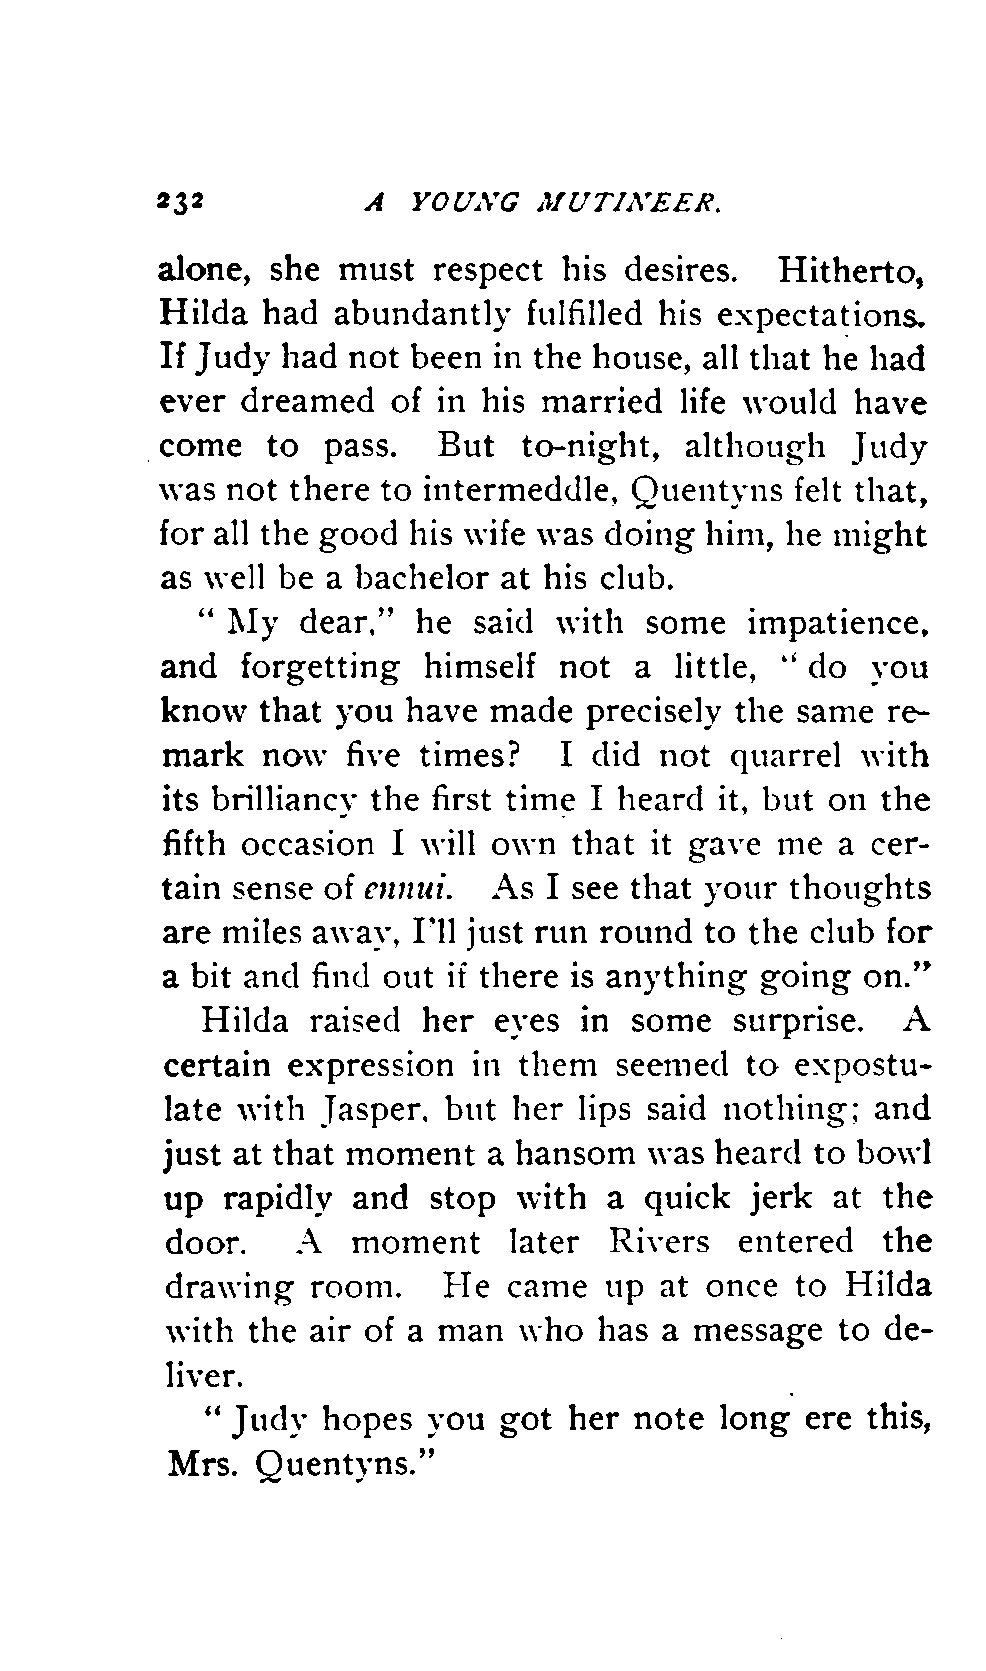 232 A YOUNG MUTINEER.
alone, she must respect his desires. Hitherto,
Hilda had abundantly fulfilled his expectations.
If Judy had not been in the house, all that he had
ever dreamed of in his married life would have
come to pass. But to-night, although Judy
was not there to intermeddle, Quentyns felt that,
for all the good his wife was doing him, he might
as well be a bachelor at his club.
" My dear," he said with some impatience,
and forgetting himself not a little, " do you
know that you have made precisely the same re-
mark now five times? I did not quarrel with
its brilliancy the first time I heard it, but on the
fifth occasion I will own that it gave me a cer-
tain sense of ennui. As I see that your thoughts
are miles away, I'll just run round to the club for
a bit and find out if there is anything going on."
Hilda raised her eyes in some surprise. A
certain expression in them seemed to expostu-
late with Jasper, but her lips said nothing; and
just at that moment a hansom was heard to bowl
up rapidly and stop with a quick jerk at the
door. A moment later Rivers entered the
drawing room. He came up at once to Hilda
with the air of a man who has a message to de-
liver.
" Judy hopes you got her note long ere this,
Mrs. Quentyns."